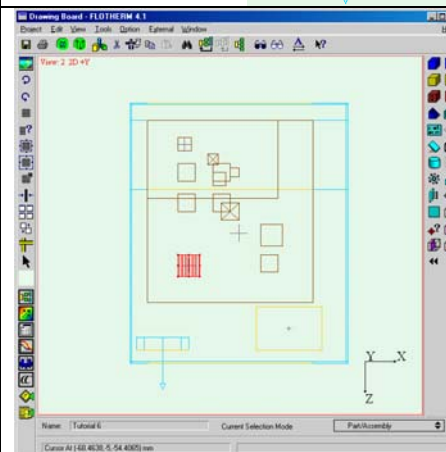 Drawing Board - FLOTHERM 4.1
Project Edit View Tools Option External Window
View: 2 2D +Y
Y X
Z
Name: Tutorial 6 Current Selection Mode Part/Assembly
Cursor At (-60.4638,-5,-54.4065) mm